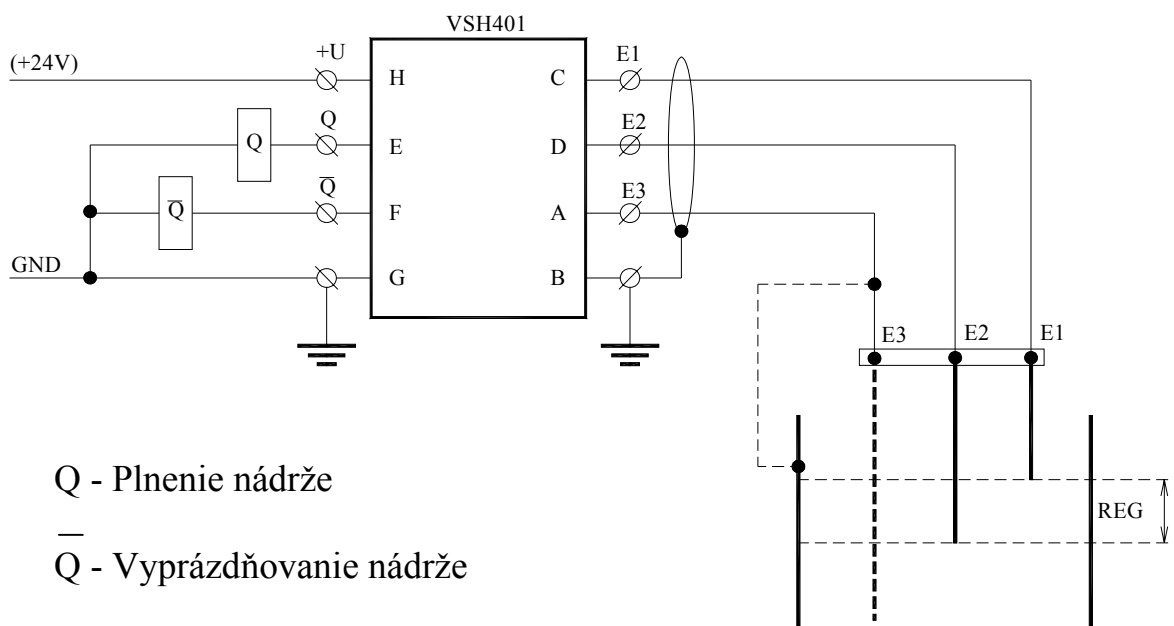 VSH401
(+24V)
+U
H
C
E1
Q
Q
E
D
E2
Q̅
Q̅
F
A
E3
GND
G
B
E3
E2
E1
REG
Q - Plnenie nádrže
Q̅ - Vyprázdňovanie nádrže